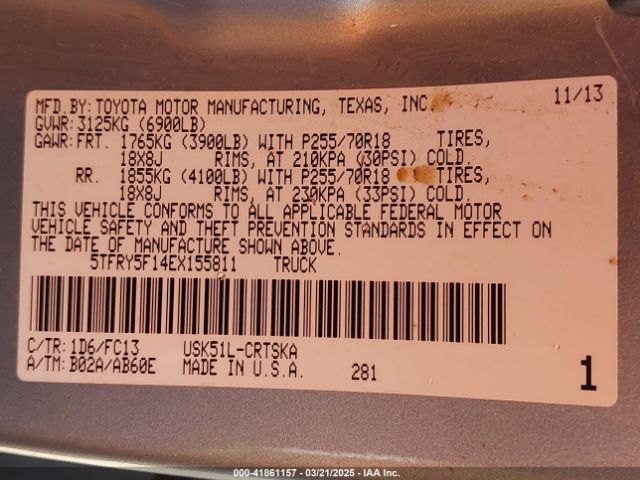 MFD.BY:TOYOTA MOTOR MANUFACTURING, TEXAS, INC. 11/13
GVWR:3125KG (6900LB)
GAWR:FRT. 1765KG (3900LB) WITH P255/70R18 TIRES,
18X8J RIMS, AT 210KPA (30PSI) COLD.
RR. 1855KG (4100LB) WITH P255/70R18 TIRES,
18X8J RIMS, AT 230KPA (33PSI) COLD.
THIS VEHICLE CONFORMS TO ALL APPLICABLE FEDERAL MOTOR
VEHICLE SAFETY AND THEFT PREVENTION STANDARDS IN EFFECT ON
THE DATE OF MANUFACTURE SHOWN ABOVE.
5TFRY5F14EX155811 TRUCK
C/TR:1D6/FC13 USK51L-CRTSKA
A/TM:B02A/AB60E MADE IN U.S.A. 281 1
000-41861157 - 03/21/2025 - IAA Inc.